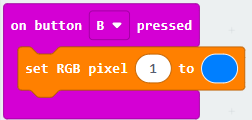 on button B pressed
set RGB pixel 1 to